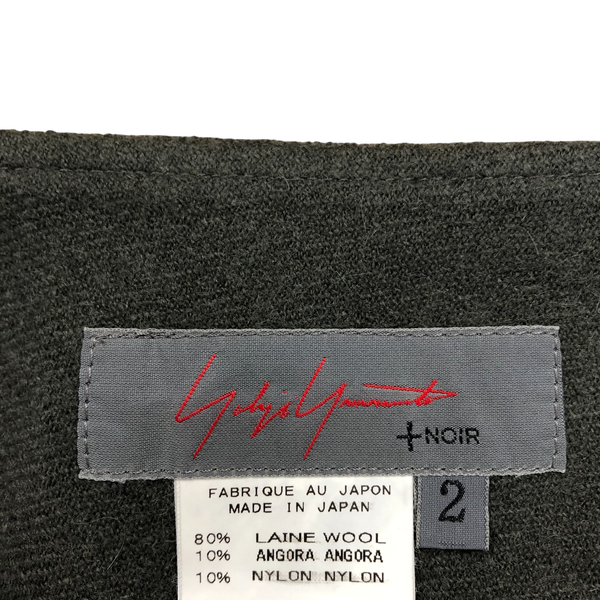 Yohji Yamamoto
+NOIR
2
FABRIQUE AU JAPON
MADE IN JAPAN
80% LAINE WOOL
10% ANGORA ANGORA
10% NYLON NYLON